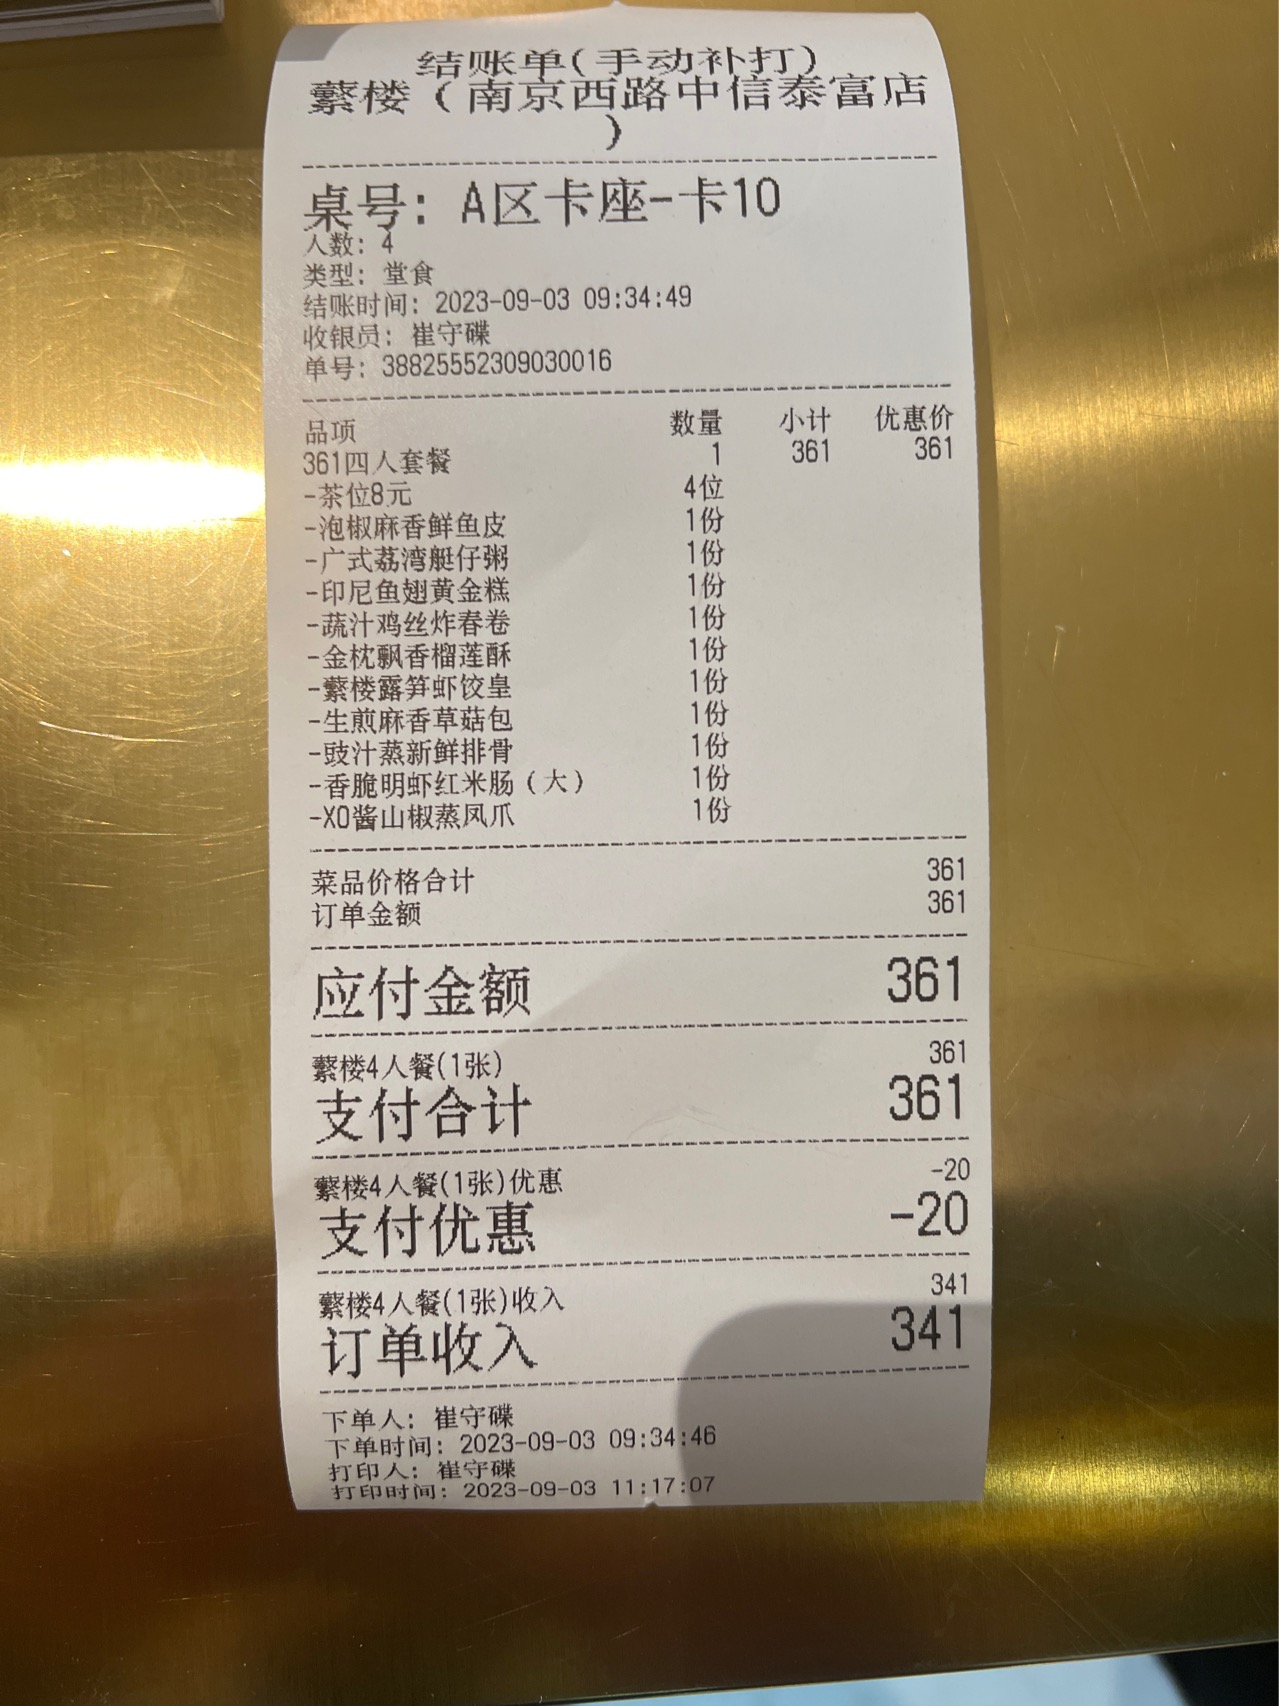 结账单(手动补打)
蘩楼（南京西路中信泰富店
）
桌号: A区卡座-卡10
人数: 4
类型: 堂食
结账时间: 2023-09-03 09:34:49
收银员: 崔守碟
单号: 38825552309030016
品项 数量 小计 优惠价
361四人套餐 1 361 361
-茶位8元 4位
-泡椒麻香鲜鱼皮 1份
-广式荔湾艇仔粥 1份
-印尼鱼翅黄金糕 1份
-蔬汁鸡丝炸春卷 1份
-金枕飘香榴莲酥 1份
-蘩楼露笋虾饺皇 1份
-生煎麻香草菇包 1份
-豉汁蒸新鲜排骨 1份
-香脆明虾红米肠（大） 1份
-XO酱山椒蒸凤爪 1份
菜品价格合计 361
订单金额 361
应付金额 361
蘩楼4人餐(1张) 361
支付合计 361
蘩楼4人餐(1张)优惠 -20
支付优惠 -20
蘩楼4人餐(1张)收入 341
订单收入 341
下单人: 崔守碟
下单时间: 2023-09-03 09:34:46
打印人: 崔守碟
打印时间: 2023-09-03 11:17:07